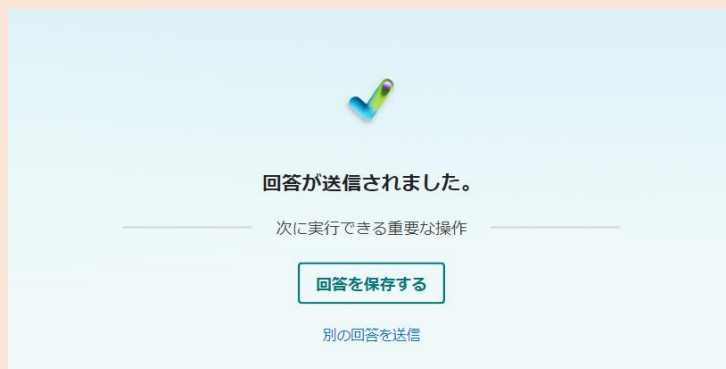 回答が送信されました。
次に実行できる重要な操作
回答を保存する
別の回答を送信